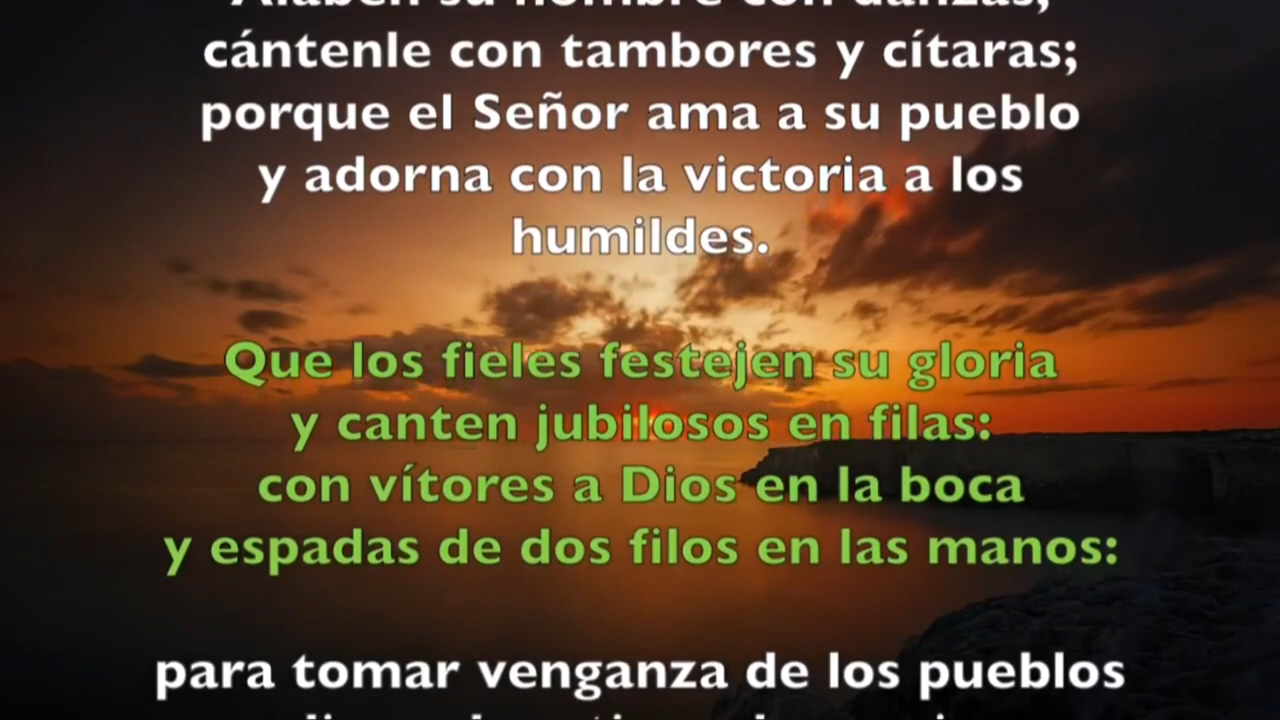 Alaben su nombre con danzas,
cántenle con tambores y cítaras;
porque el Señor ama a su pueblo
y adorna con la victoria a los
humildes.
Que los fieles festejen su gloria
y canten jubilosos en filas:
con vítores a Dios en la boca
y espadas de dos filos en las manos:
para tomar venganza de los pueblos